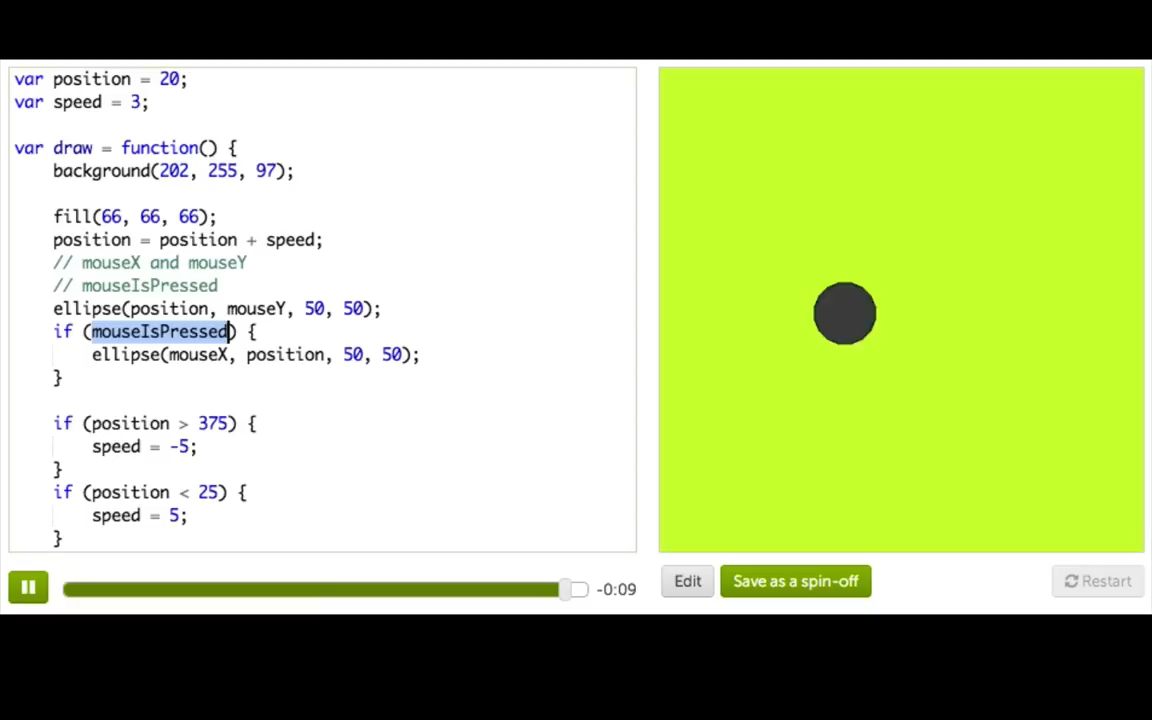 var position = 20;
var speed = 3;
var draw = function() {
background(202, 255, 97);
fill(66, 66, 66);
position = position + speed;
// mouseX and mouseY
// mouseIsPressed
ellipse(position, mouseY, 50, 50);
if (mouseIsPressed) {
ellipse(mouseX, position, 50, 50);
}
if (position > 375) {
speed = -5;
}
if (position < 25) {
speed = 5;
}
-0:09
Edit
Save as a spin-off
Restart